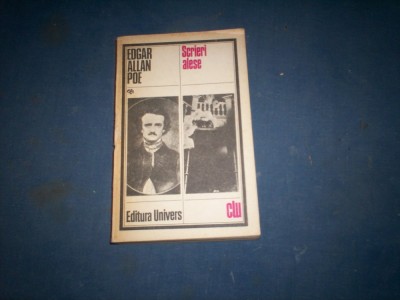 EDGAR
ALLAN
POE
Scrieri
alese
Editura Univers
clu